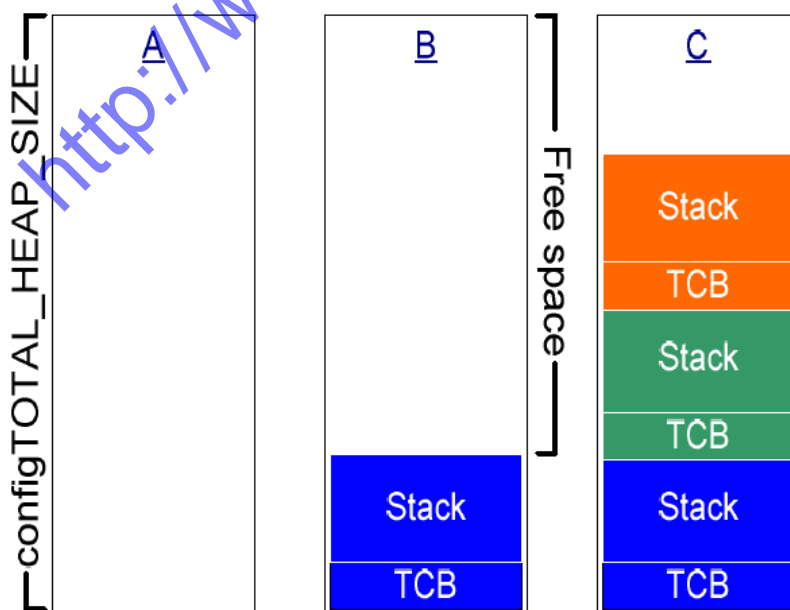 A
B
C
configTOTAL_HEAP_SIZE
http://w
Free space
Stack
TCB
Stack
TCB
Stack
TCB
Stack
TCB